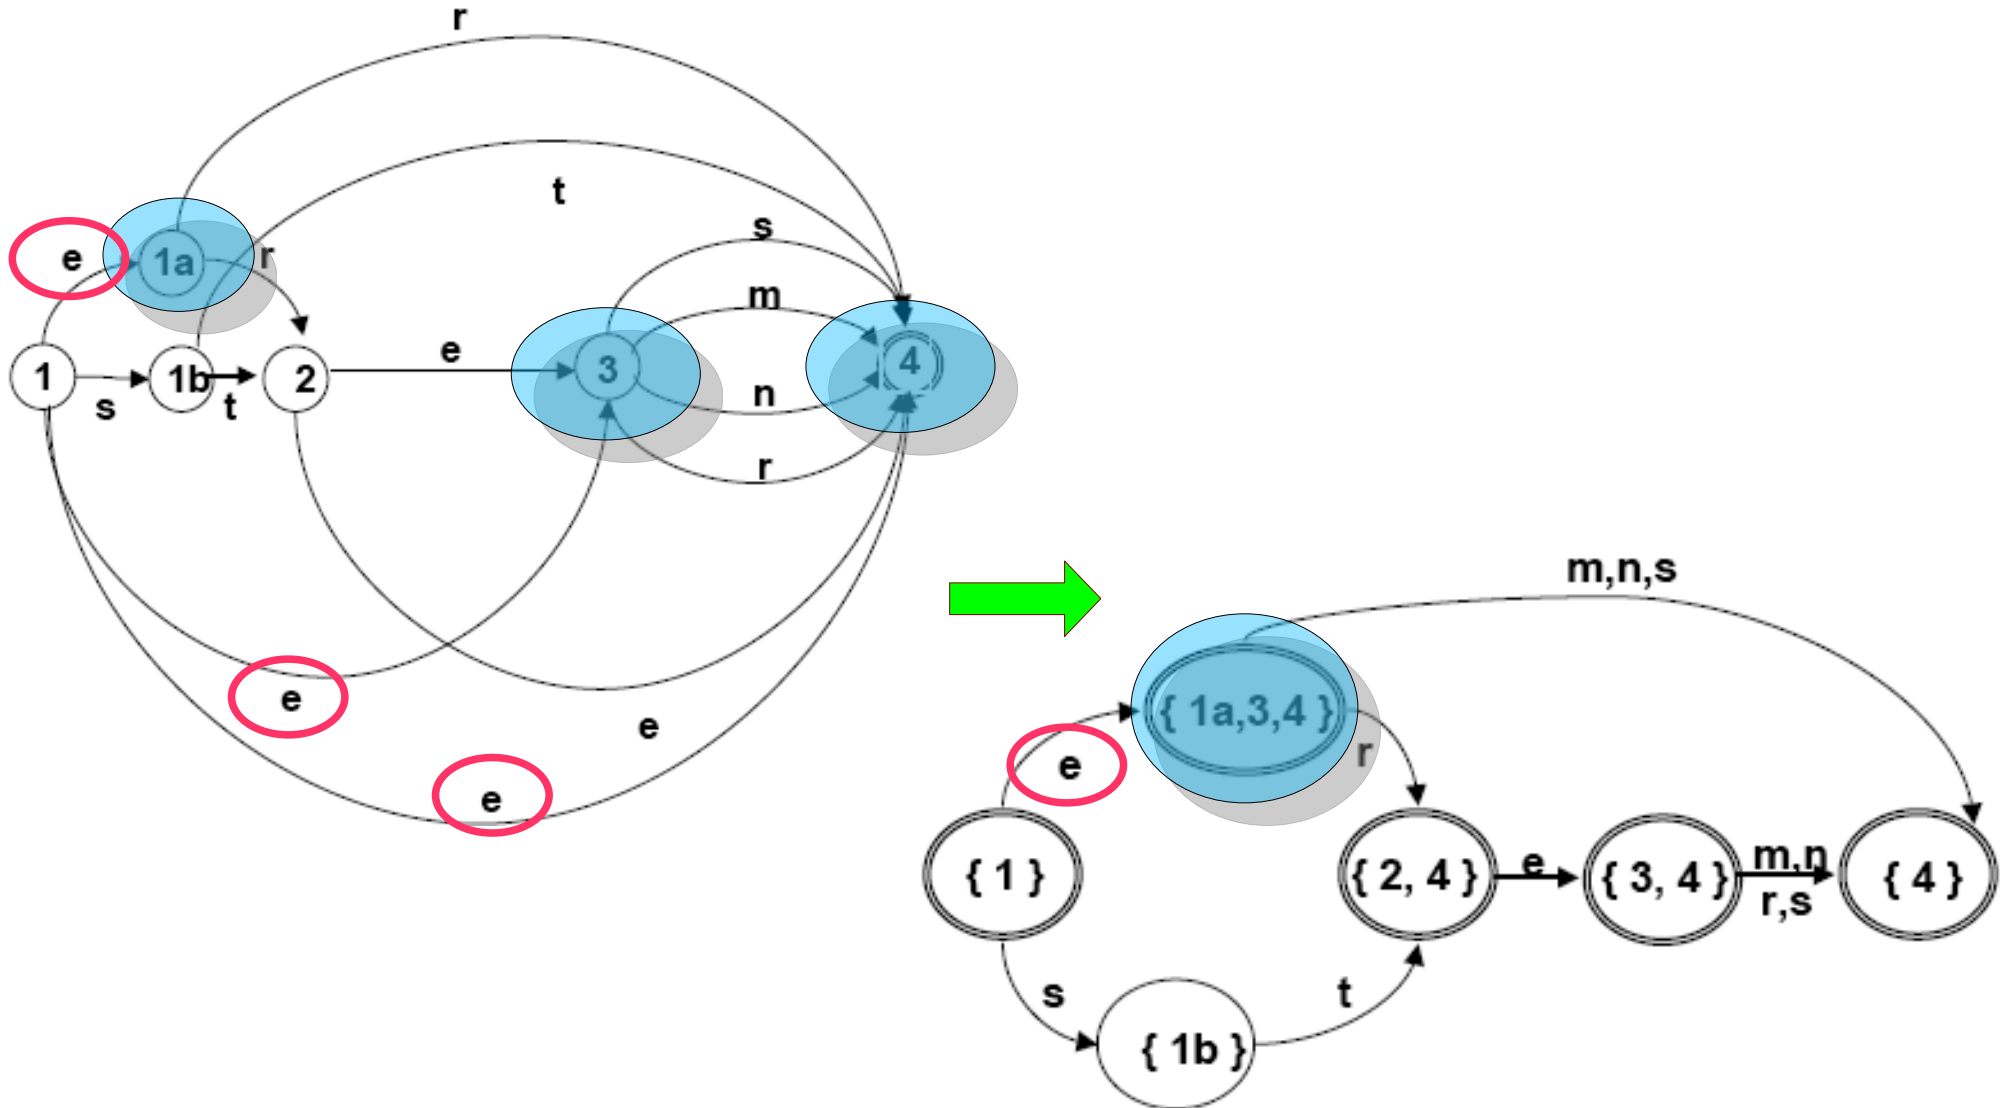 r
t
s
e
1a
r
m
1
1b
2
e
3
4
s
t
n
r
e
e
e
m,n,s
{ 1a,3,4 }
e
r
{ 1 }
{ 2, 4 }
e
{ 3, 4 }
m,n
r,s
{ 4 }
s
t
{ 1b }